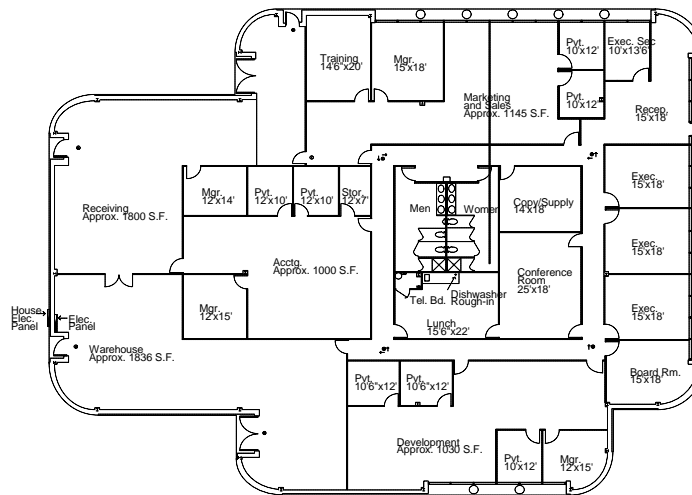 Training
14'6"x20'
Mgr.
15'x18'
Pvt.
10'x12'
Exec. Sec
10'x13'6"
Marketing
and Sales
Approx. 1145 S.F.
Pvt.
10'x12'
Recep.
15'x18'
Receiving
Approx. 1800 S.F.
Mgr.
12'x14'
Pvt.
12'x10'
Pvt.
12'x10'
Stor.
12'x7'
Men
Women
Copy/Supply
14'x18'
Exec.
15'x18'
Exec.
15'x18'
Acctg.
Approx. 1000 S.F.
Conference
Room
25'x18'
Mgr.
12'x15'
Tel. Bd.
Dishwasher
Rough-in
Lunch
15'6"x22'
Exec.
15'x18'
House
Elec.
Panel
Elec.
Panel
Warehouse
Approx. 1836 S.F.
Pvt.
10'6"x12'
Pvt.
10'6"x12'
Board Rm.
15'x18'
Development
Approx. 1030 S.F.
Pvt.
10'x12'
Mgr.
12'x15'